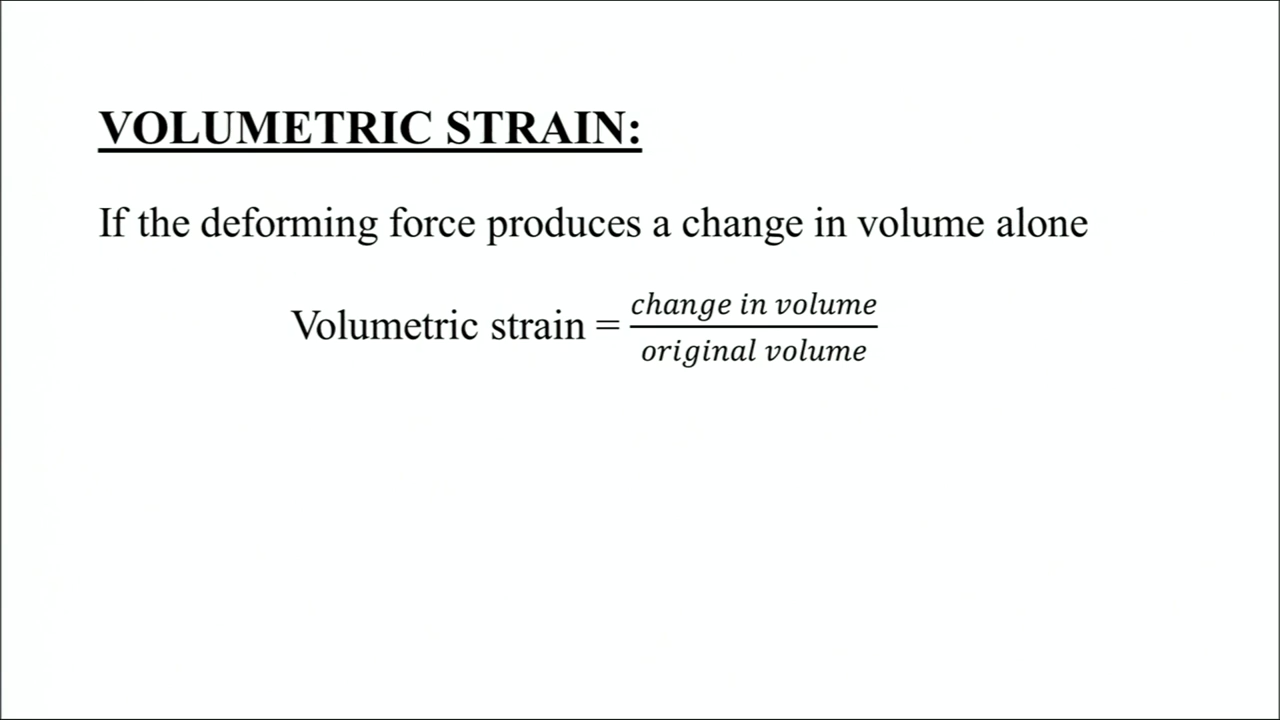 VOLUMETRIC STRAIN:
If the deforming force produces a change in volume alone
Volumetric strain = change in volume / original volume